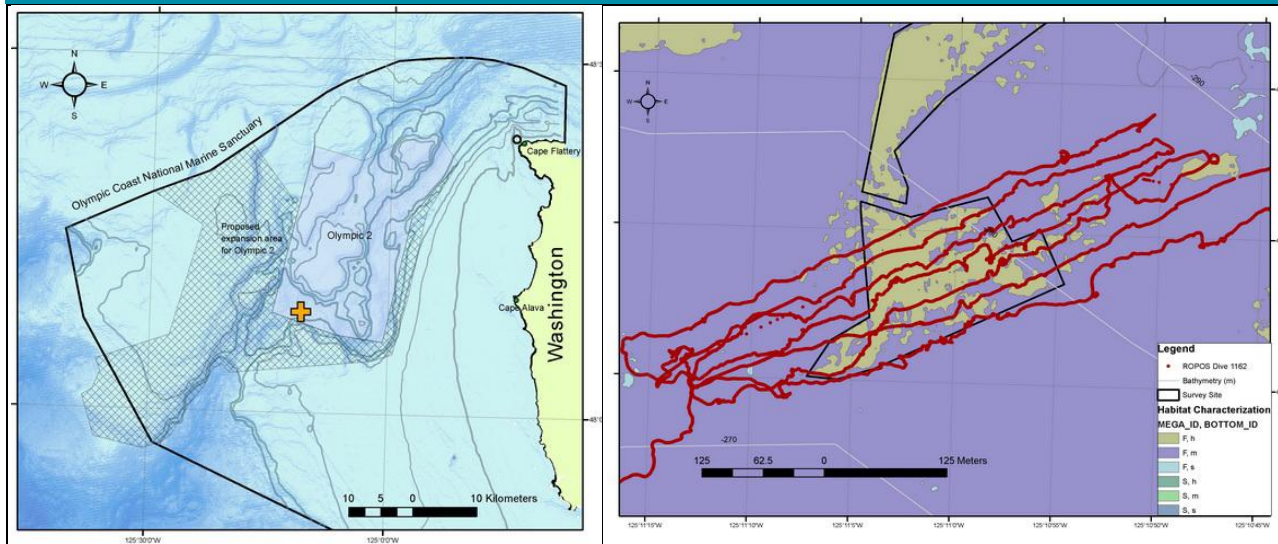 N
W E
S
Olympic Coast National Marine Sanctuary
Cape Flattery
Proposed
expansion area
for Olympic 2
Olympic 2
Cape Alava
Washington
10 5 0 10 Kilometers
125°30'0"W 125°0'0"W
N
W E
S
-290
-270
125 62.5 0 125 Meters
Legend
ROPOS Dive 1162
Bathymetry (m)
Survey Site
Habitat Characterization
MEGA_ID, BOTTOM_ID
F, h
F, m
F, s
S, h
S, m
S, s
125°11'15"W 125°11'10"W 125°11'5"W 125°11'0"W 125°10'55"W 125°10'50"W 125°10'45"W